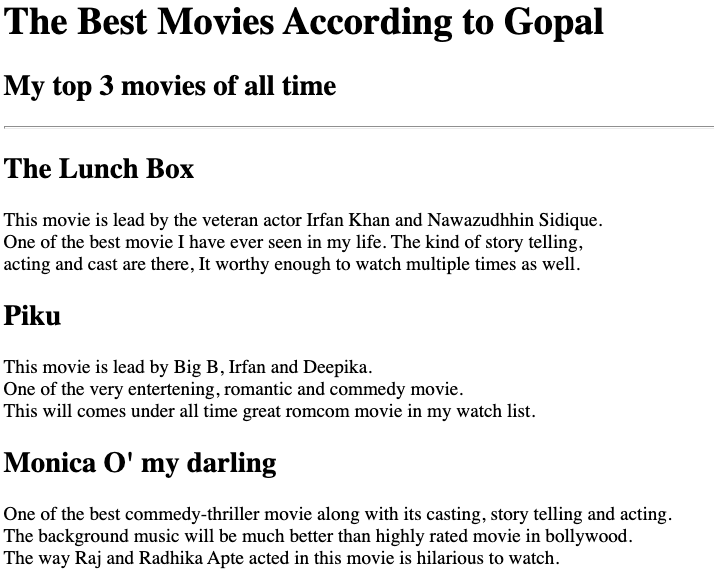 The Best Movies According to Gopal
My top 3 movies of all time
The Lunch Box
This movie is lead by the veteran actor Irfan Khan and Nawazudhhin Sidique.
One of the best movie I have ever seen in my life. The kind of story telling,
acting and cast are there, It worthy enough to watch multiple times as well.
Piku
This movie is lead by Big B, Irfan and Deepika.
One of the very entertening, romantic and commedy movie.
This will comes under all time great romcom movie in my watch list.
Monica O' my darling
One of the best commedy-thriller movie along with its casting, story telling and acting.
The background music will be much better than highly rated movie in bollywood.
The way Raj and Radhika Apte acted in this movie is hilarious to watch.